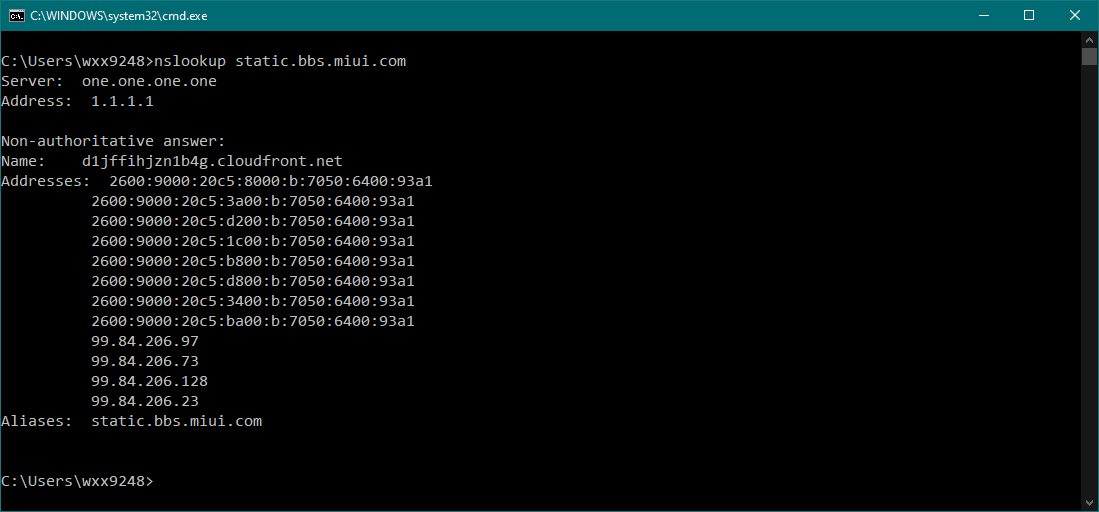 C:\WINDOWS\system32\cmd.exe
C:\Users\wxx9248>nslookup static.bbs.miui.com
Server:  one.one.one.one
Address:  1.1.1.1
Non-authoritative answer:
Name:    d1jffihjzn1b4g.cloudfront.net
Addresses:  2600:9000:20c5:8000:b:7050:6400:93a1
2600:9000:20c5:3a00:b:7050:6400:93a1
2600:9000:20c5:d200:b:7050:6400:93a1
2600:9000:20c5:1c00:b:7050:6400:93a1
2600:9000:20c5:b800:b:7050:6400:93a1
2600:9000:20c5:d800:b:7050:6400:93a1
2600:9000:20c5:3400:b:7050:6400:93a1
2600:9000:20c5:ba00:b:7050:6400:93a1
99.84.206.97
99.84.206.73
99.84.206.128
99.84.206.23
Aliases:  static.bbs.miui.com
C:\Users\wxx9248>